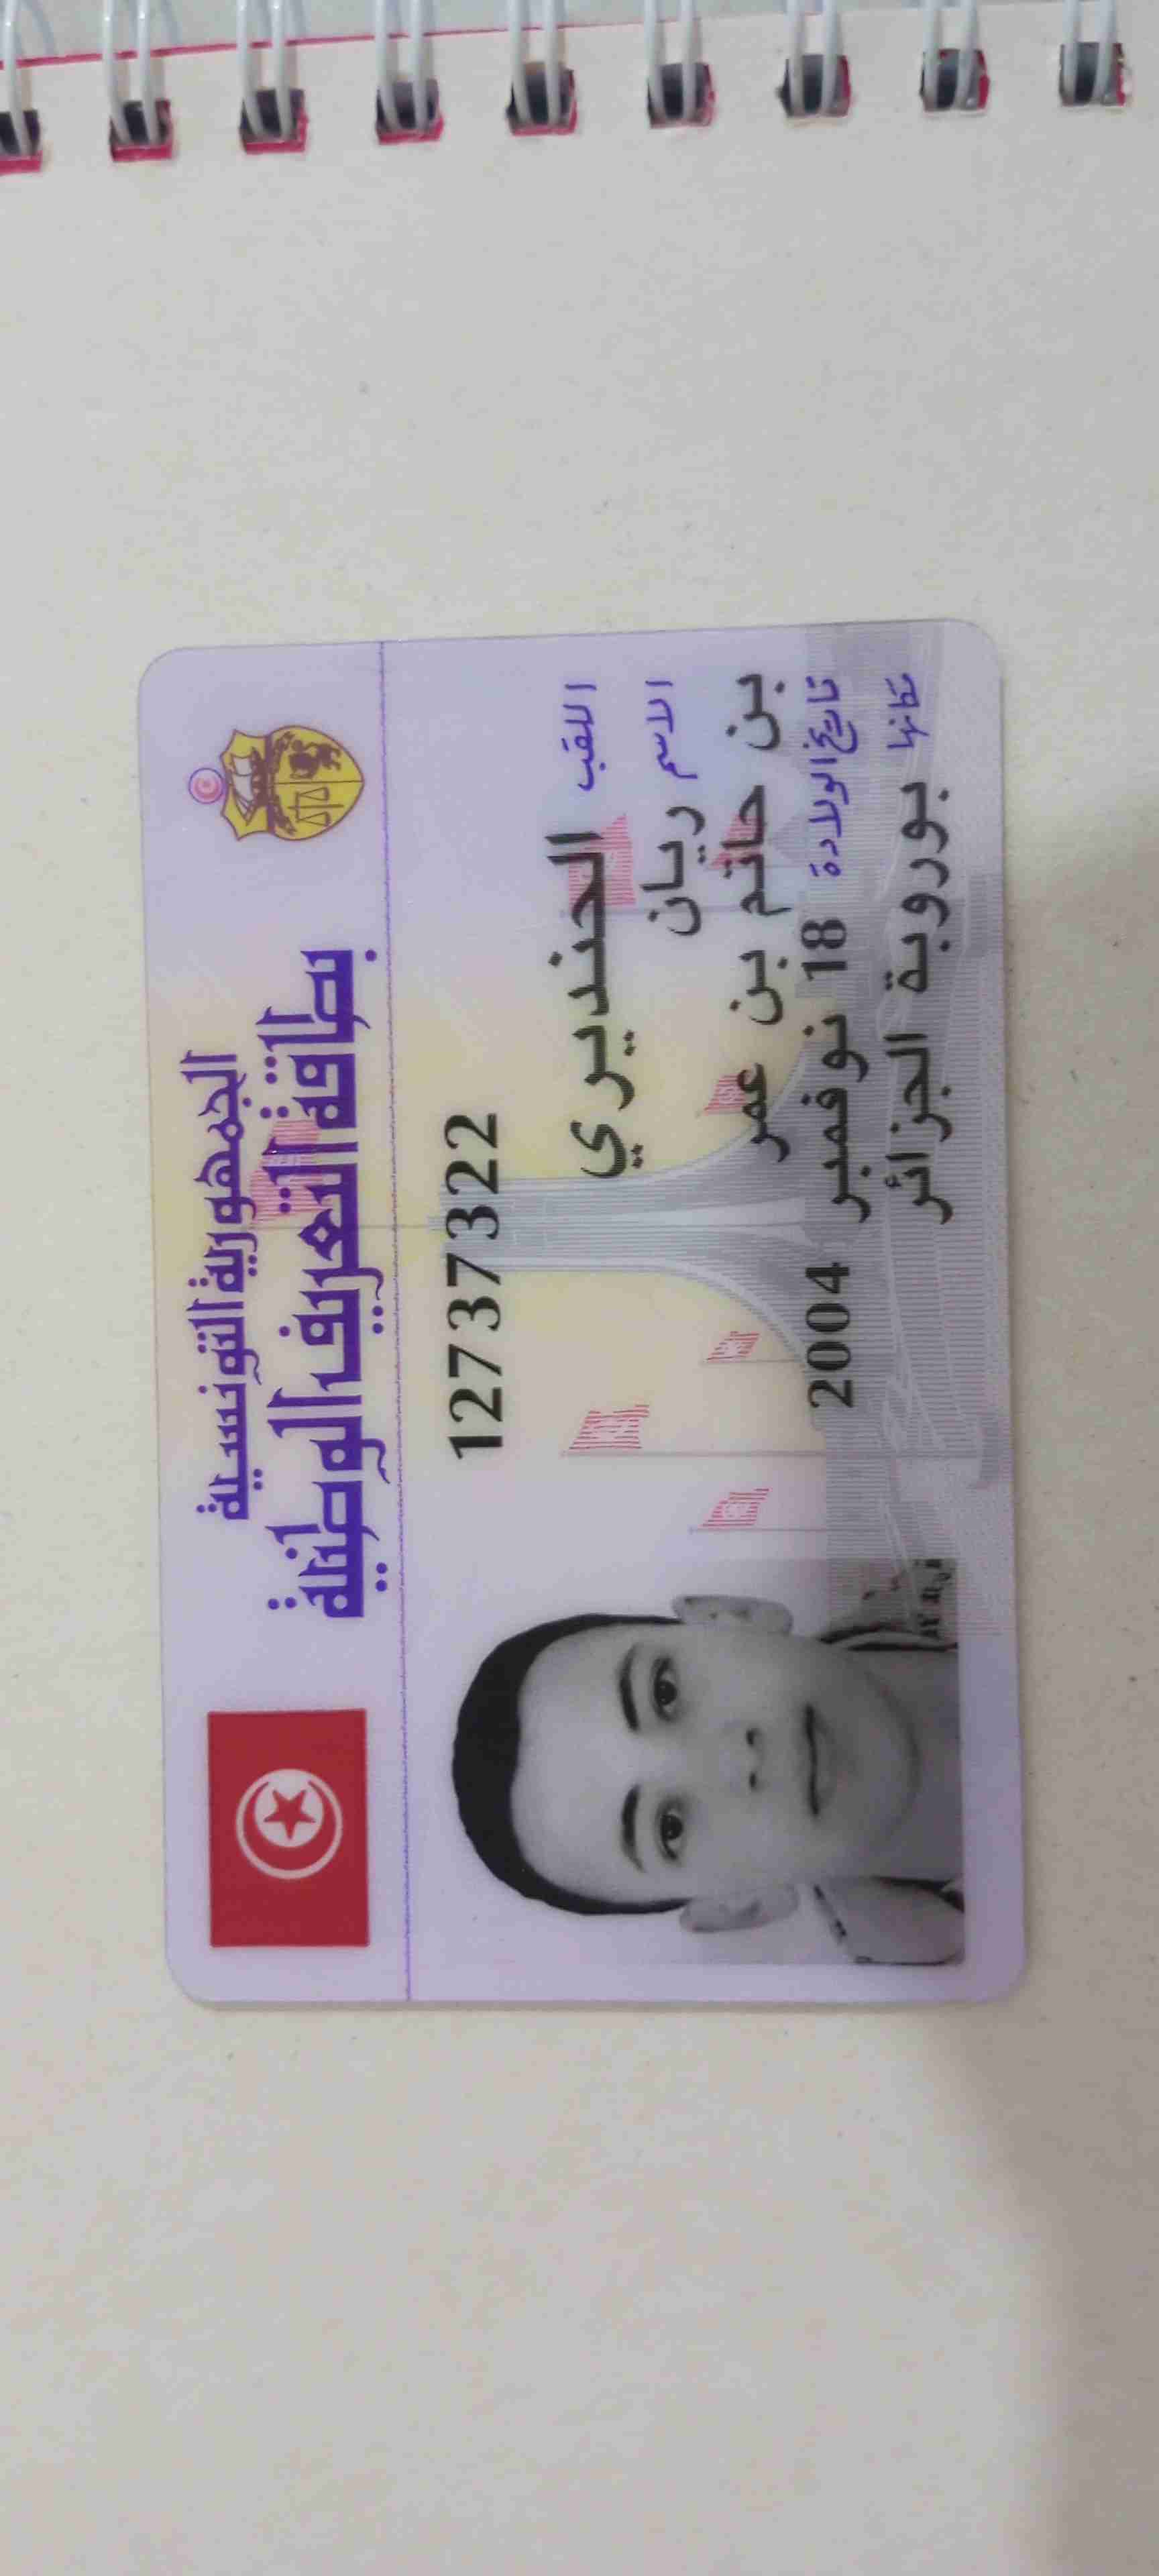 الجمهورية التونسية
بطاقة التعريف الوطنية
12737322
اللقب الحنديري
الاسم ريان
بن حاتم بن عمر
تاريخ الولادة 18 نوفمبر 2004
مكانها بوروبة الجزائر